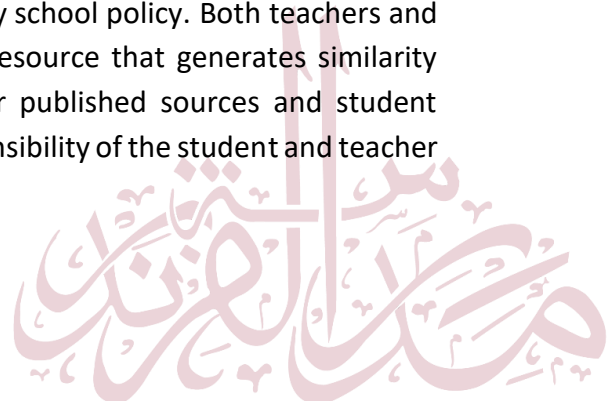 y school policy. Both teachers and
esource that generates similarity
r published sources and student
nsibility of the student and teacher